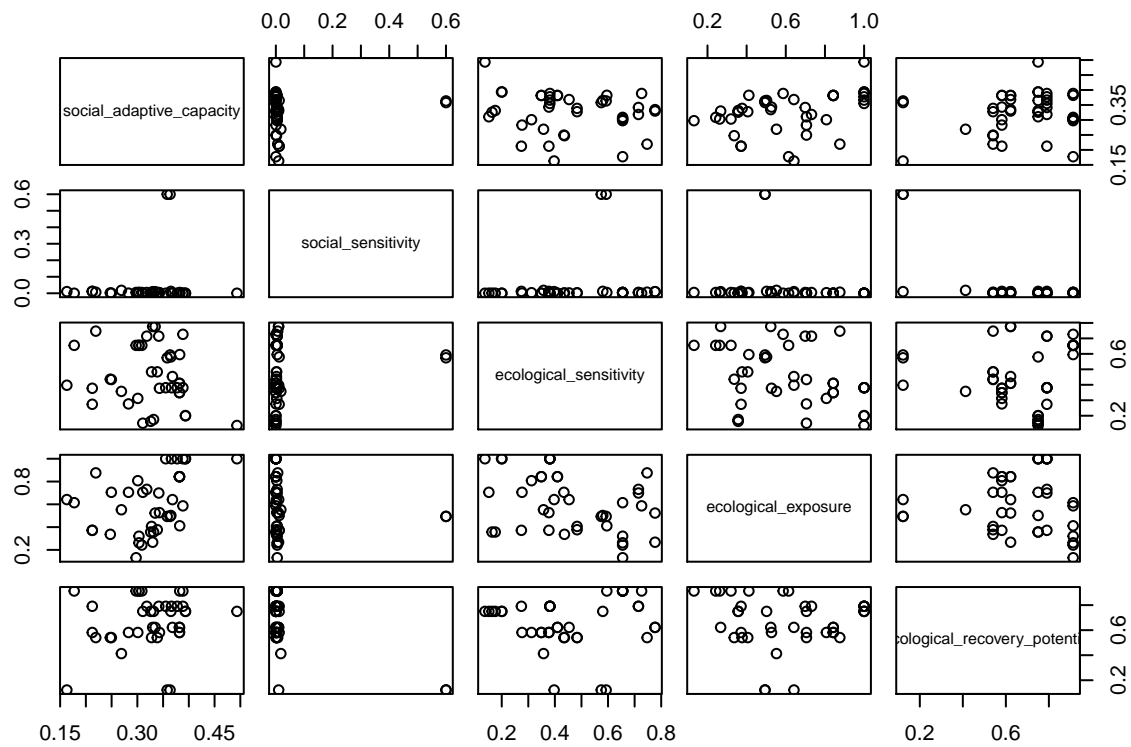 0.0 0.2 0.4 0.6 0.2 0.6 1.0
social_adaptive_capacity
0.15 0.35
0.0 0.3 0.6
social_sensitivity
ecological_sensitivity
0.2 0.6
0.2 0.8
ecological_exposure
cological_recovery_potenti
0.2 0.6
0.15 0.30 0.45 0.2 0.4 0.6 0.8 0.2 0.6